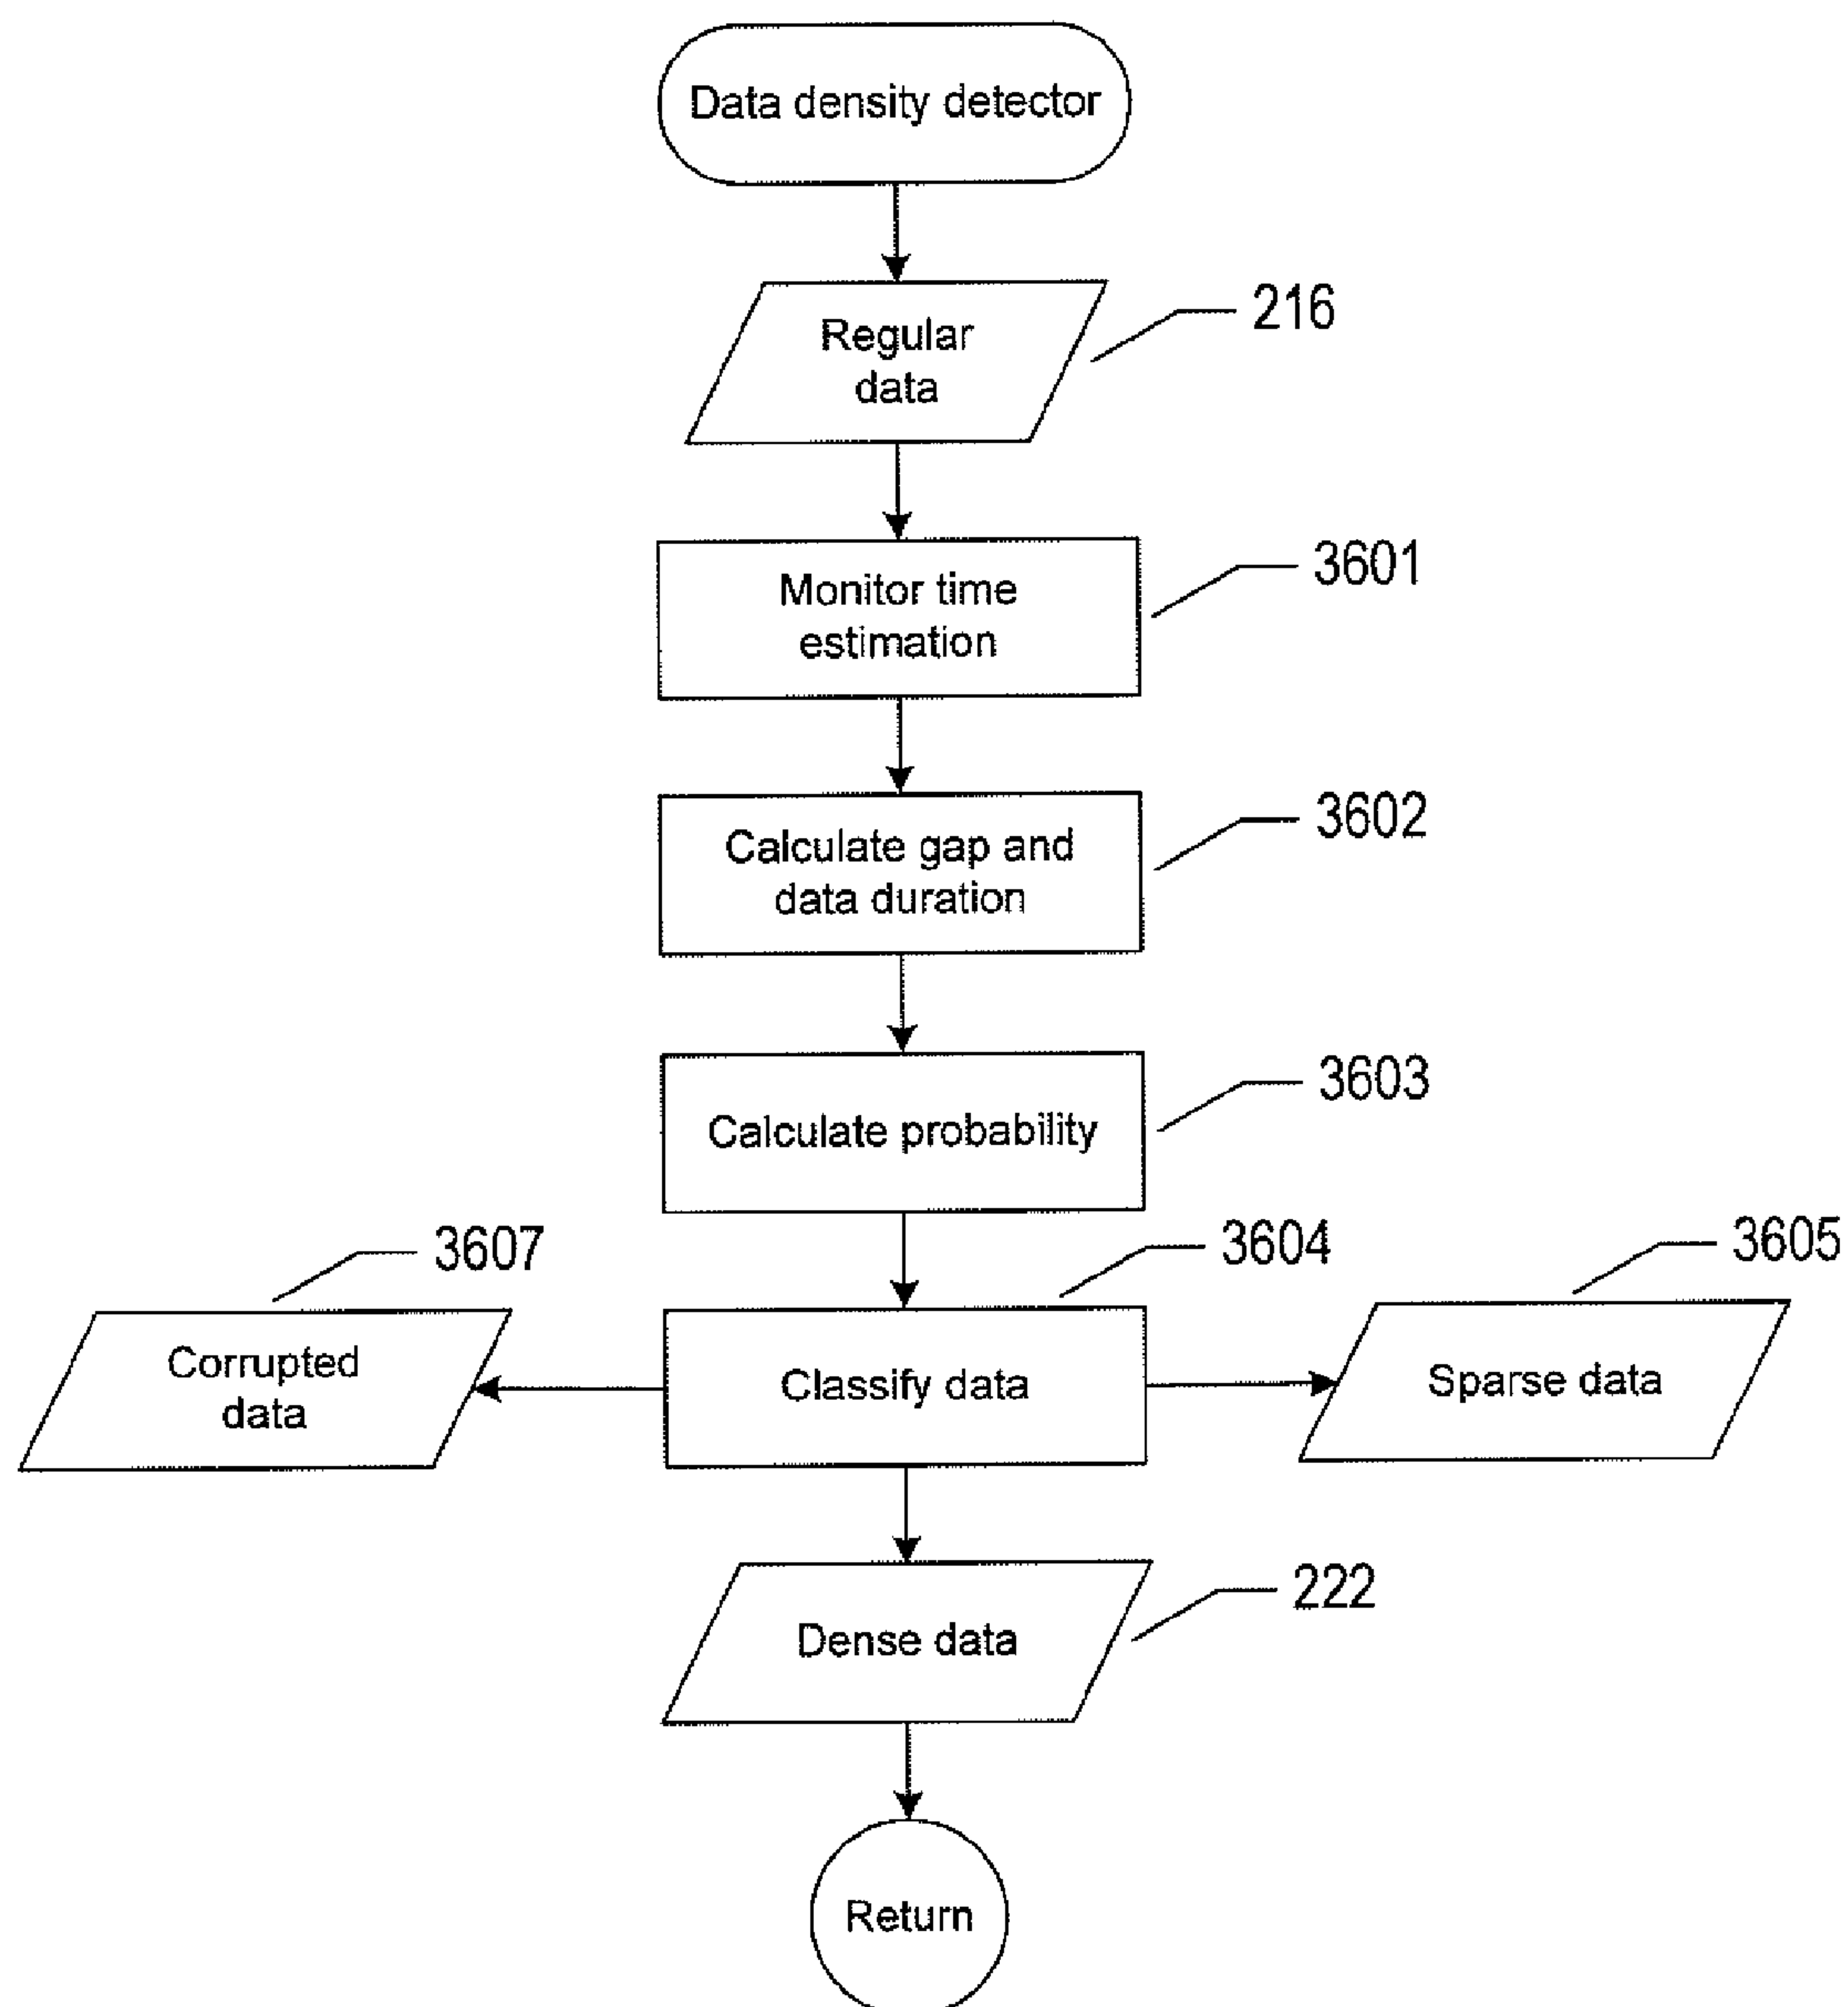 Data density detector
Regular
data
216
Monitor time
estimation
3601
Calculate gap and
data duration
3602
Calculate probability
3603
3607
3604
3605
Corrupted
data
Classify data
Sparse data
Dense data
222
Return